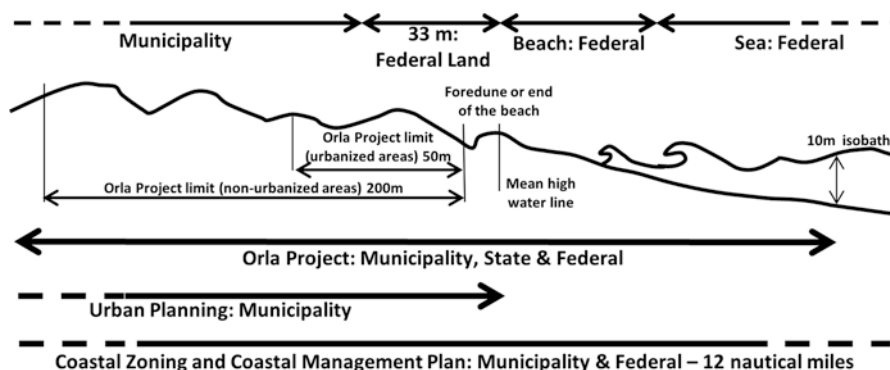 Municipality
33 m:
Federal Land
Beach: Federal
Sea: Federal
Foredune or end
of the beach
Orla Project limit
(urbanized areas) 50m
10m isobath
Orla Project limit (non-urbanized areas) 200m
Mean high
water line
Orla Project: Municipality, State & Federal
Urban Planning: Municipality
Coastal Zoning and Coastal Management Plan: Municipality & Federal – 12 nautical miles